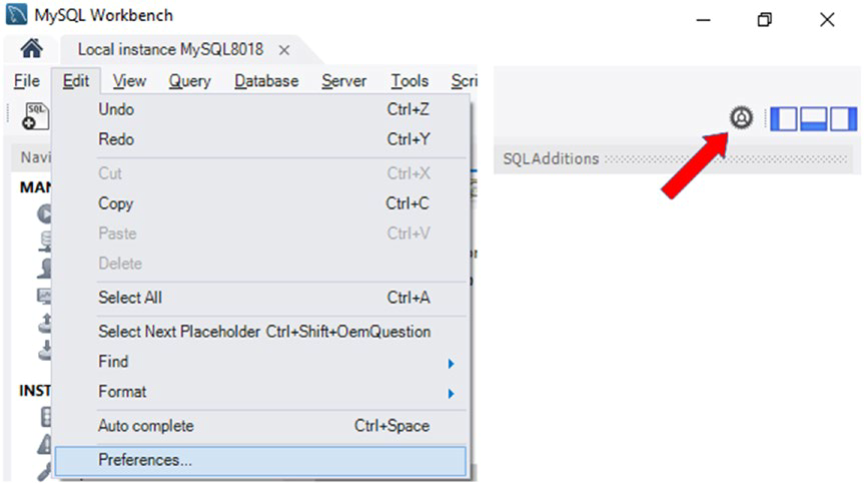 MySQL Workbench
Local instance MySQL8018
File Edit View Query Database Server Tools Scri
SQL
Undo Ctrl+Z
Redo Ctrl+Y
Navi
SQLAdditions
Cut Ctrl+X
MAN
Copy Ctrl+C
Paste Ctrl+V
Delete
Select All Ctrl+A
Select Next Placeholder Ctrl+Shift+OemQuestion
Find
Format
INST
Auto complete Ctrl+Space
Preferences...